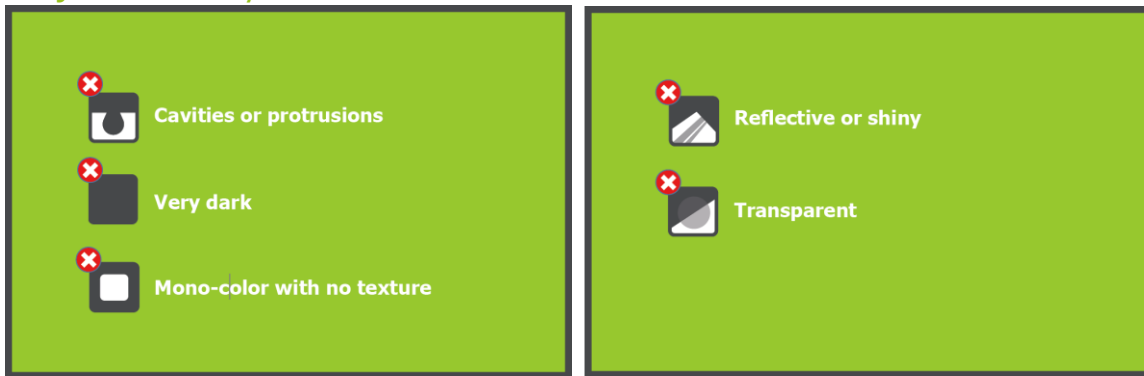 Cavities or protrusions
Very dark
Mono-color with no texture
Reflective or shiny
Transparent